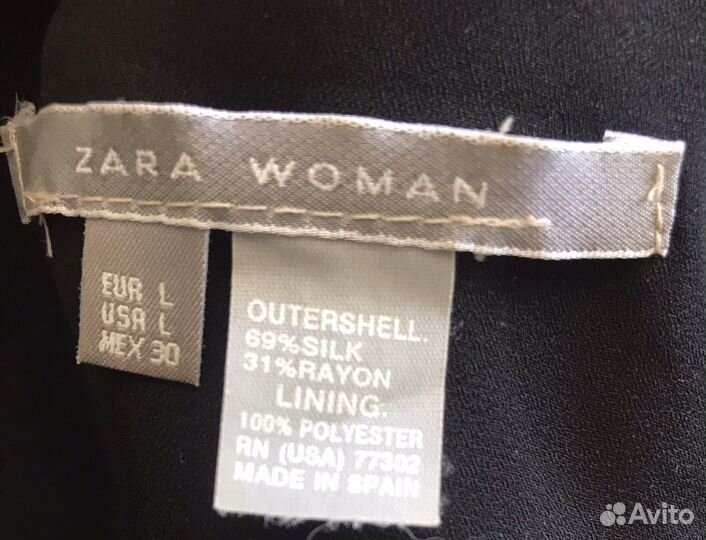 ZARA WOMAN
EUR L
USA L
MEX 30
OUTERSHELL.
69%SILK
31%RAYON
LINING:
100% POLYESTER
RN (USA) 77302
MADE IN SPAIN
Avito